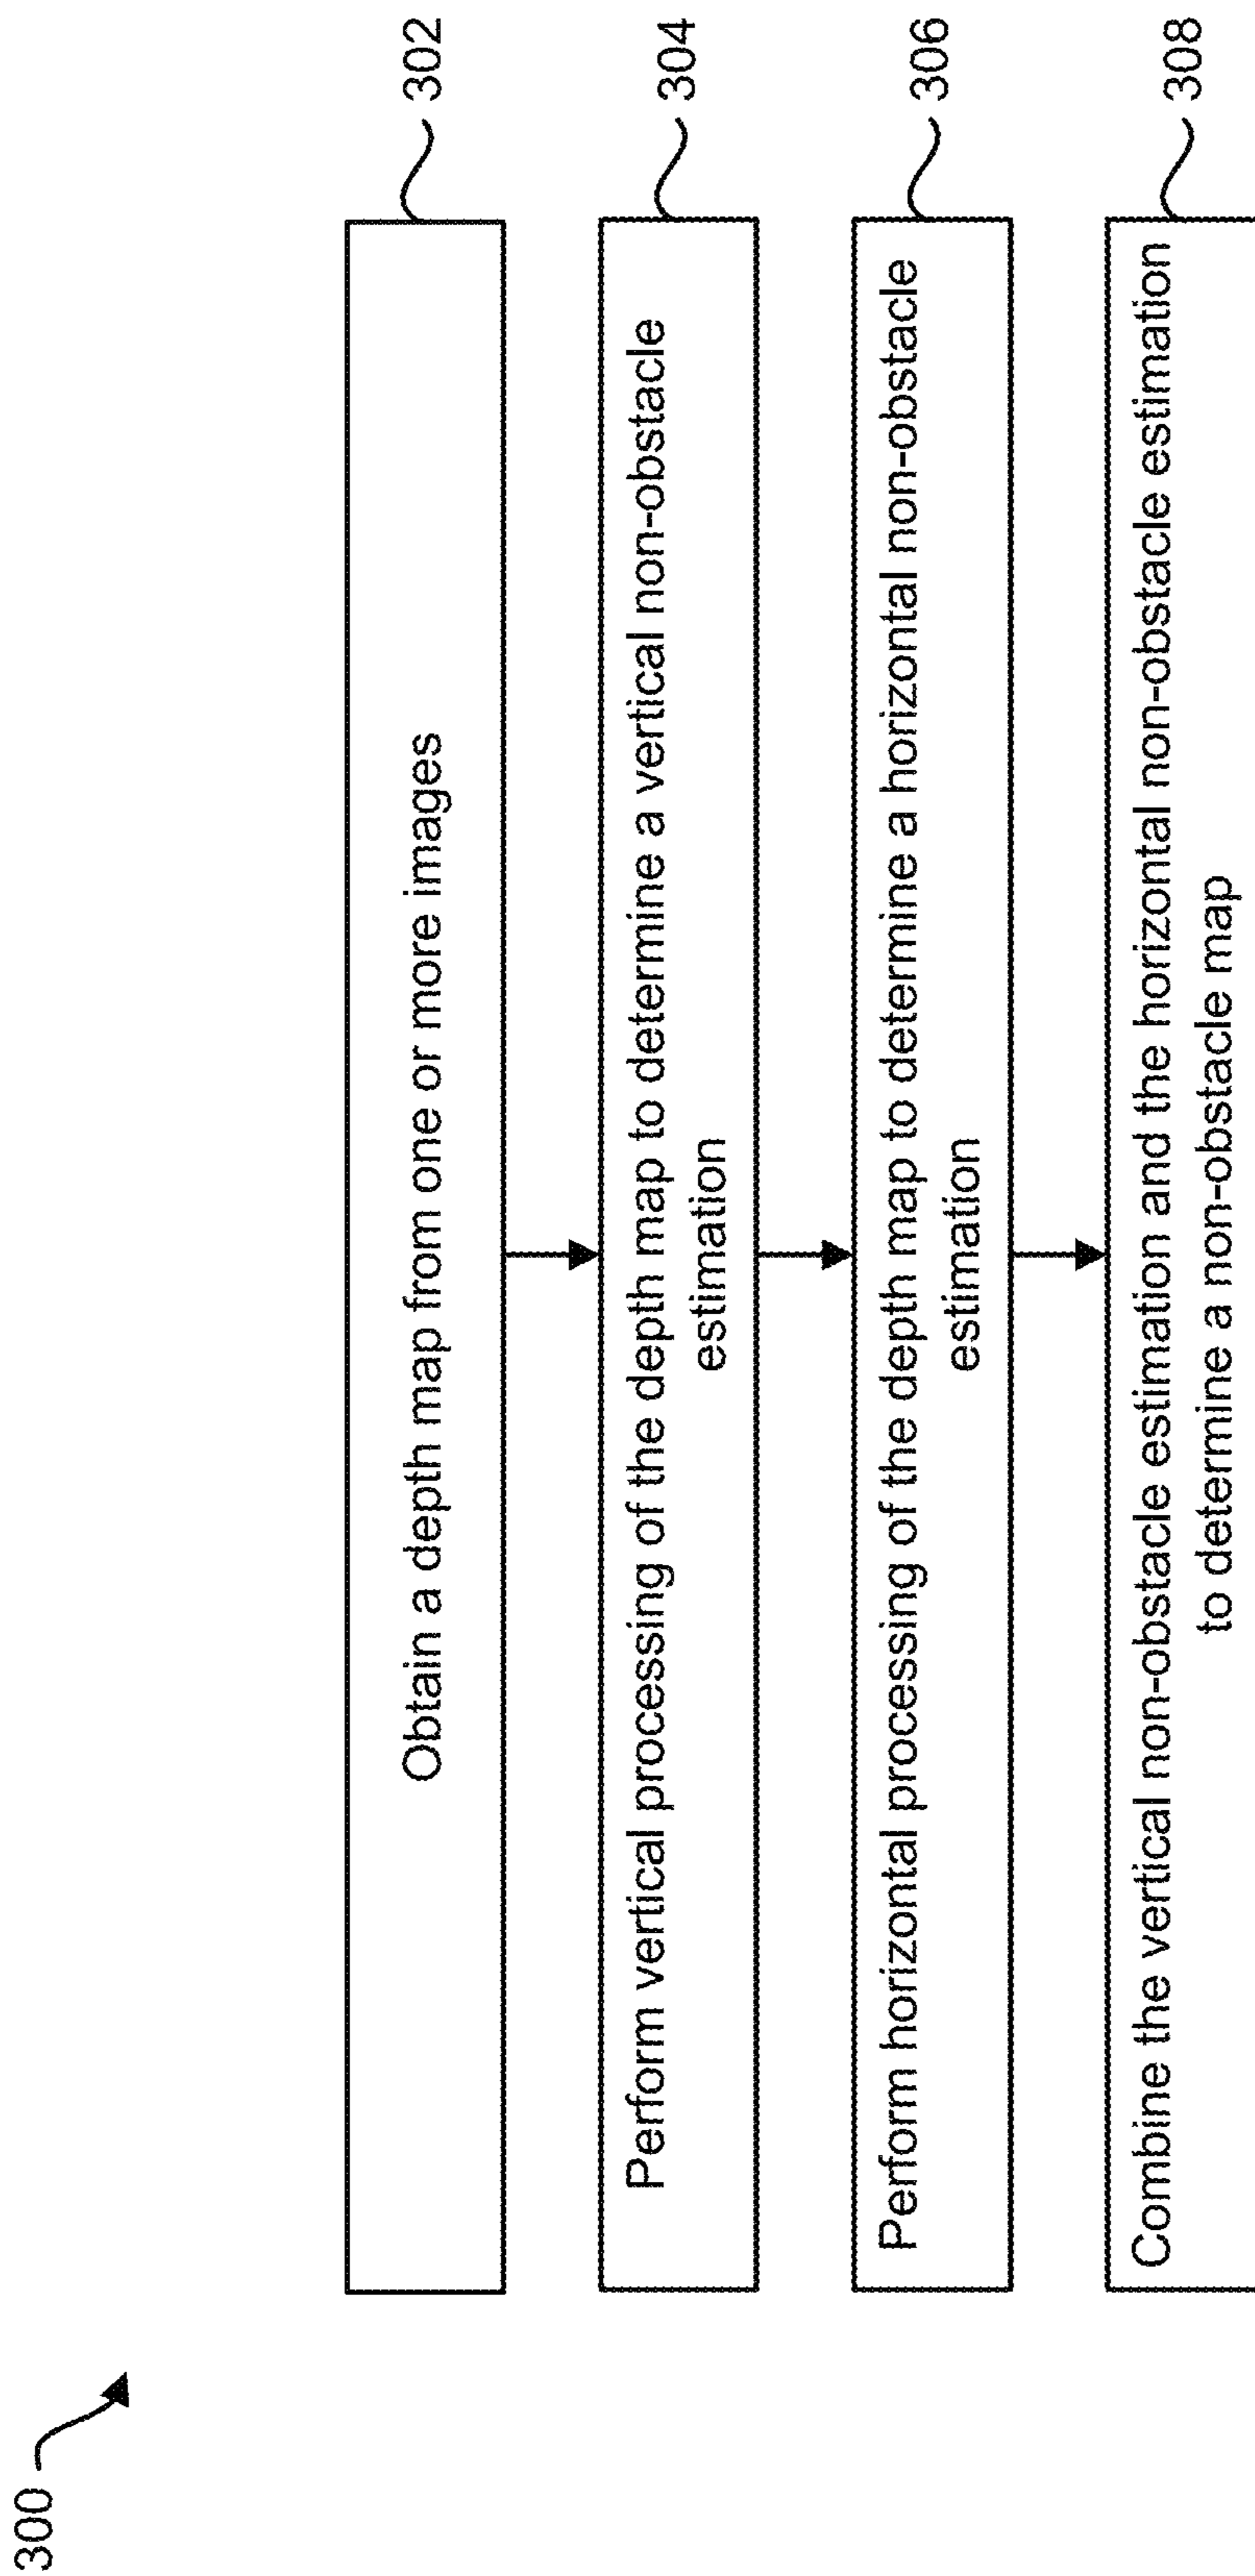 300
Obtain a depth map from one or more images
302
Perform vertical processing of the depth map to determine a vertical non-obstacle
estimation
304
Perform horizontal processing of the depth map to determine a horizontal non-obstacle
estimation
306
Combine the vertical non-obstacle estimation and the horizontal non-obstacle estimation
to determine a non-obstacle map
308